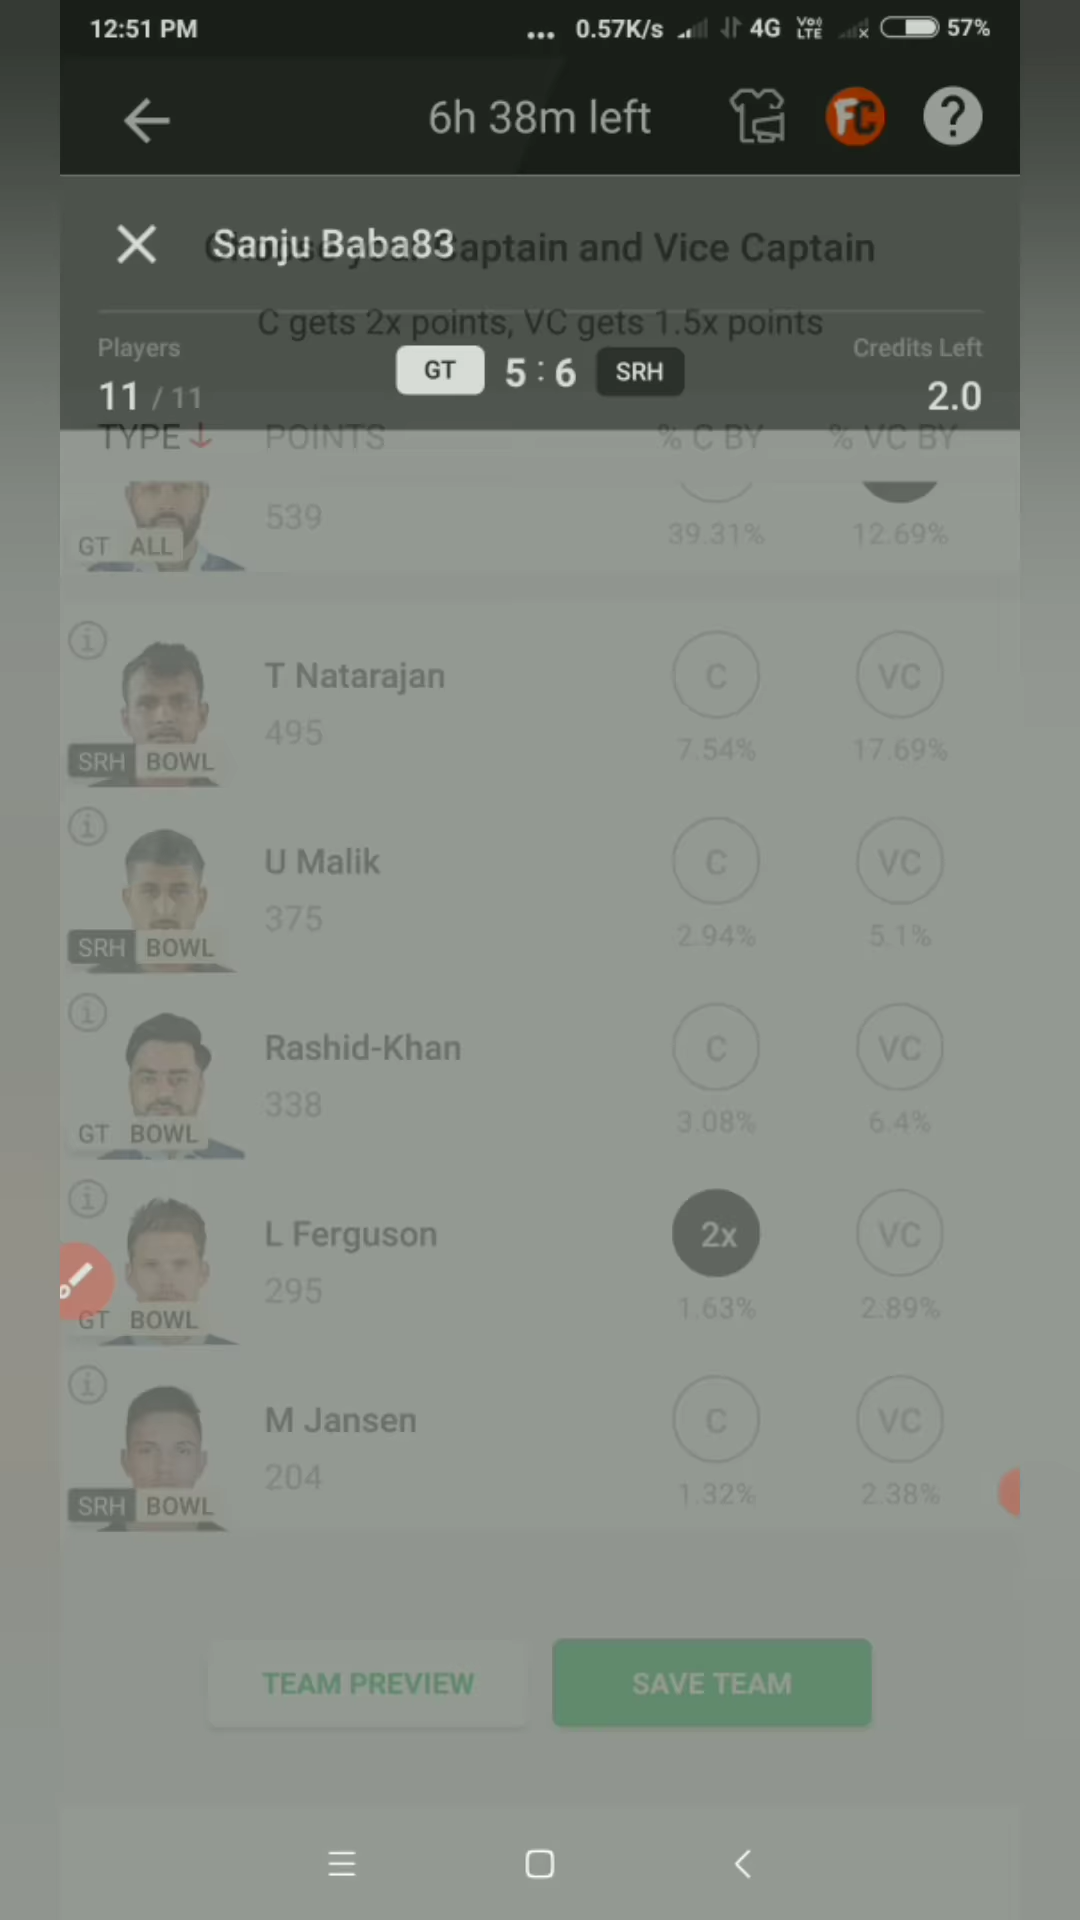 12:51 PM
... 0.57K/s 4G Vo) LTE 57%
6h 38m left
FC
?
Sanju Baba83
Captain and Vice Captain
C gets 2x points, VC gets 1.5x points
Players
Credits Left
11 / 11
GT 5 : 6 SRH
2.0
TYPE POINTS % C BY % VC BY
539
39.31% 12.69%
GT ALL
T Natarajan
C VC
495
7.54% 17.69%
SRH BOWL
U Malik
C VC
375
2.94% 5.1%
SRH BOWL
Rashid-Khan
C VC
338
3.08% 6.4%
GT BOWL
L Ferguson
2x VC
295
1.63% 2.89%
GT BOWL
M Jansen
C VC
204
1.32% 2.38%
SRH BOWL
TEAM PREVIEW
SAVE TEAM